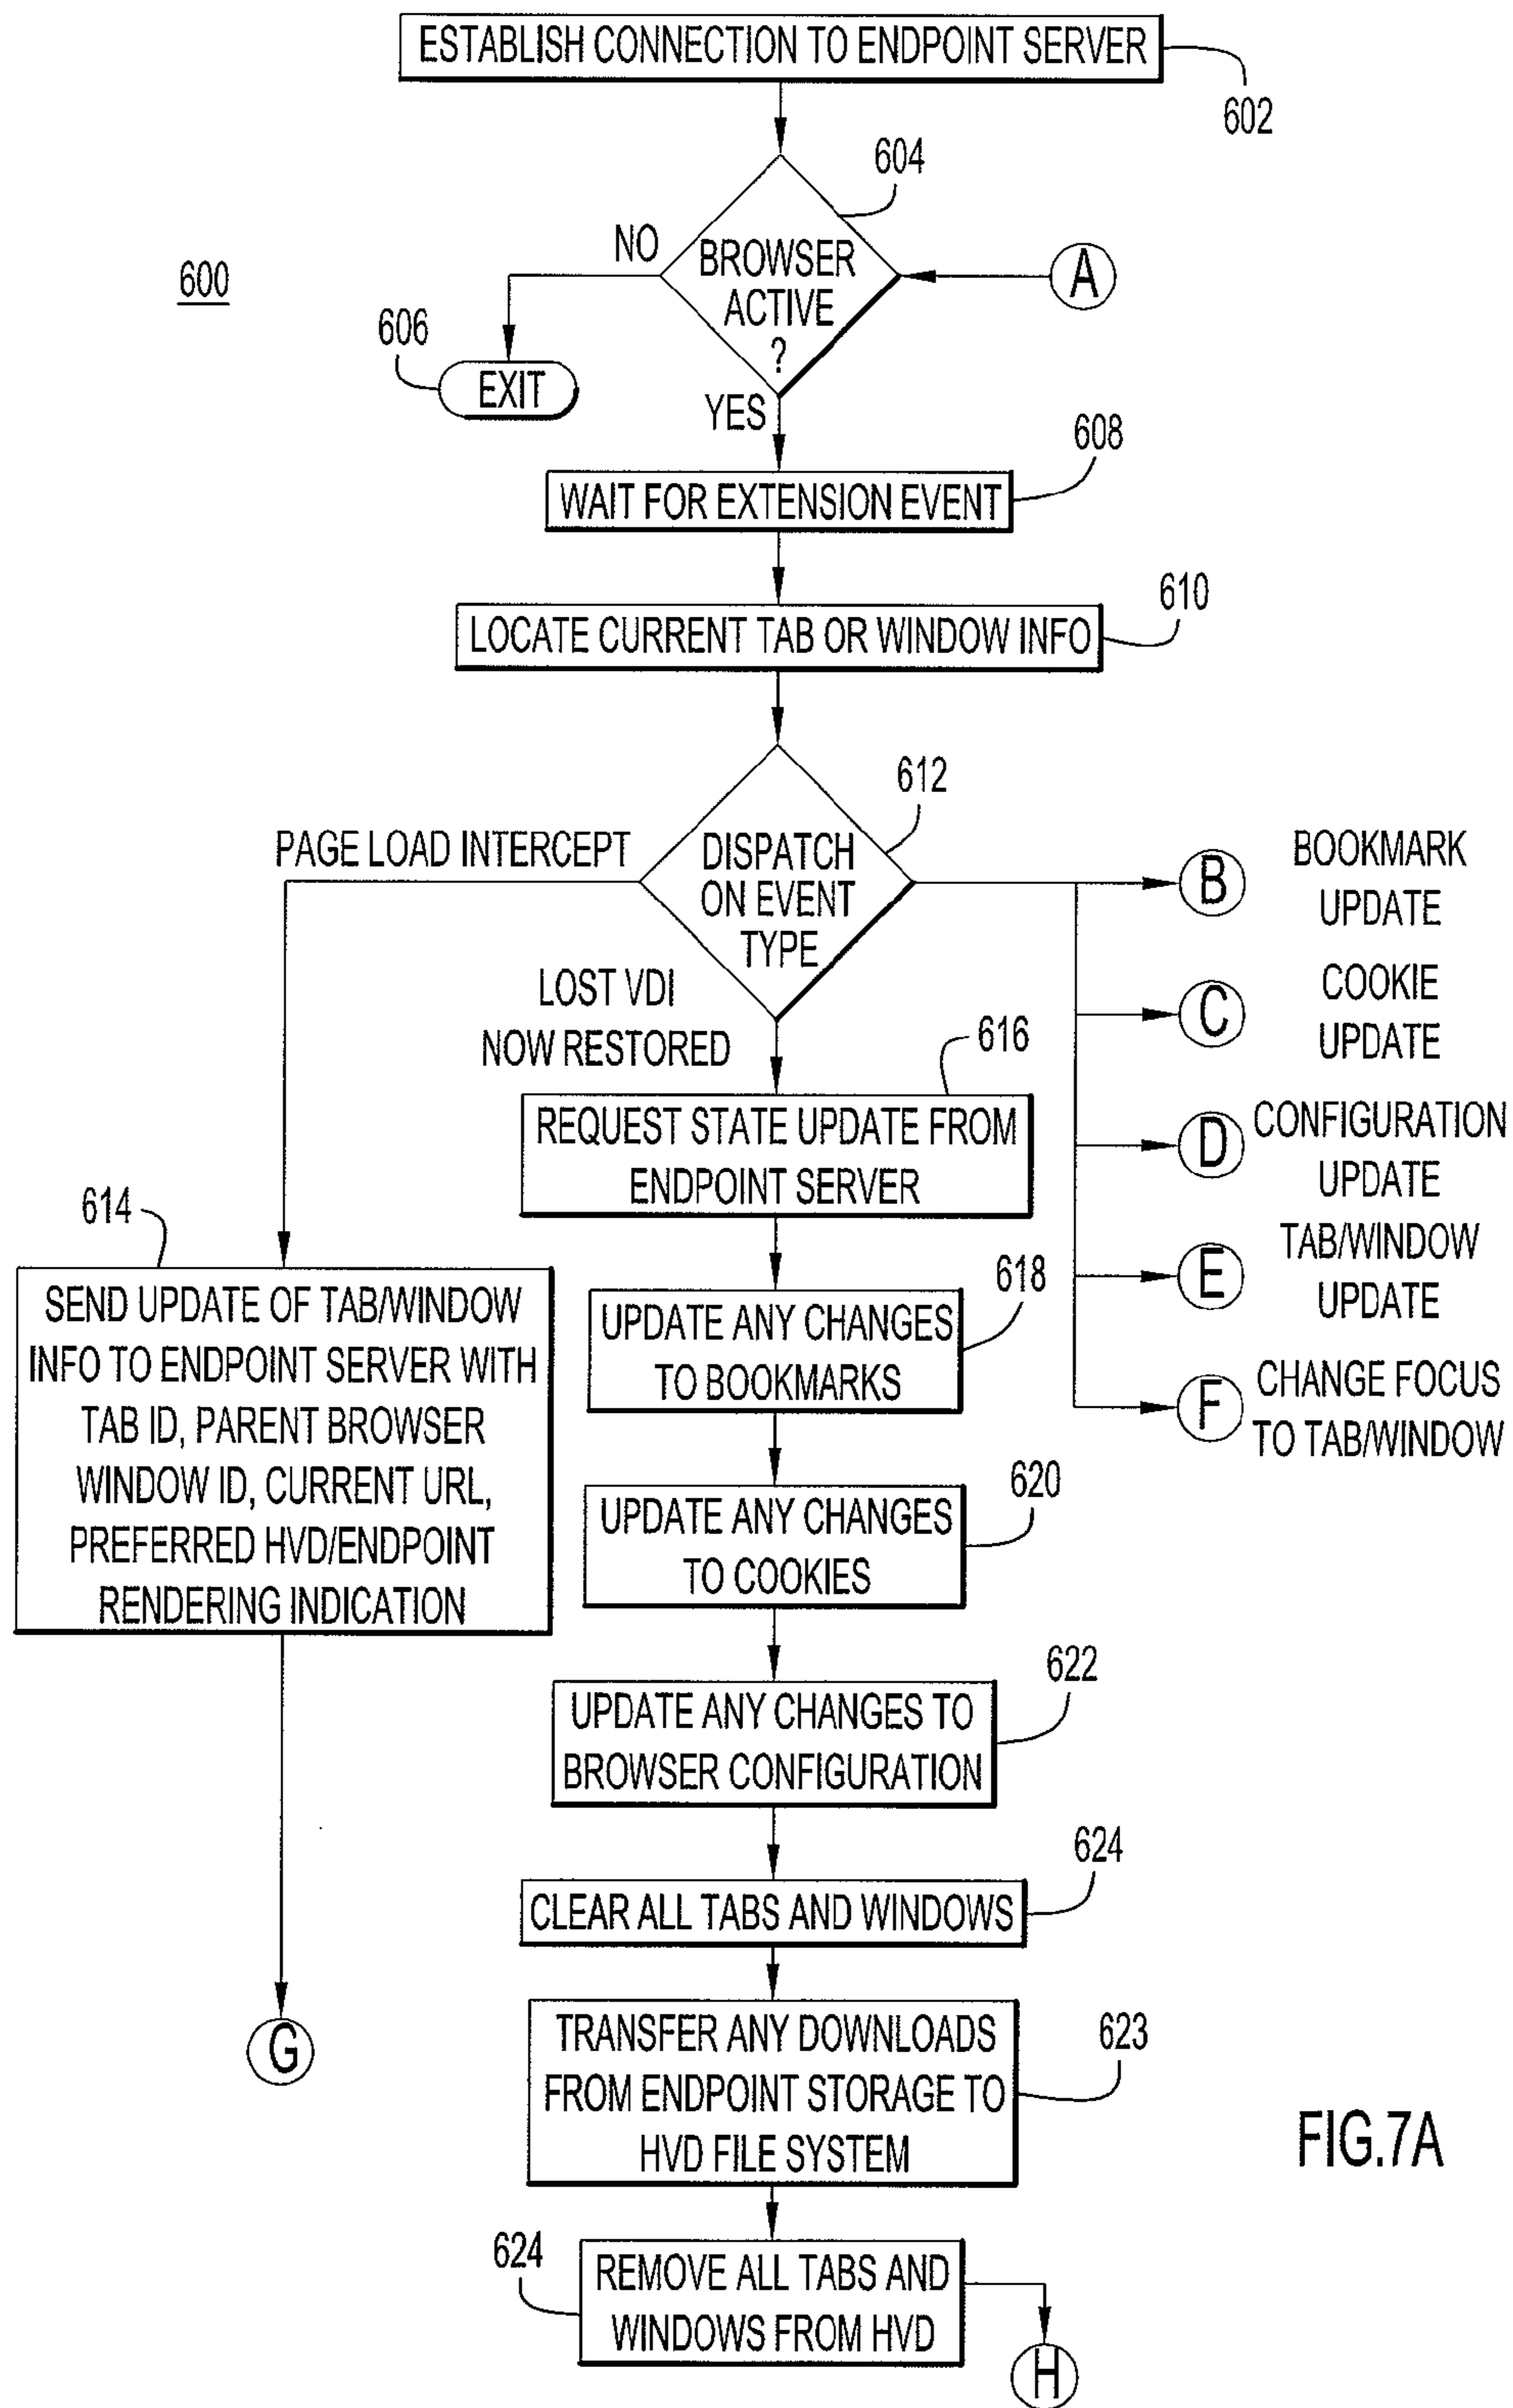 ESTABLISH CONNECTION TO ENDPOINT SERVER
602
604
600
NO
BROWSER
ACTIVE
?
A
606
EXIT
YES
608
WAIT FOR EXTENSION EVENT
610
LOCATE CURRENT TAB OR WINDOW INFO
612
PAGE LOAD INTERCEPT
DISPATCH
ON EVENT
TYPE
B
BOOKMARK
UPDATE
LOST VDI
NOW RESTORED
C
COOKIE
UPDATE
616
REQUEST STATE UPDATE FROM
ENDPOINT SERVER
D
CONFIGURATION
UPDATE
614
E
TAB/WINDOW
UPDATE
SEND UPDATE OF TAB/WINDOW
INFO TO ENDPOINT SERVER WITH
TAB ID, PARENT BROWSER
WINDOW ID, CURRENT URL,
PREFERRED HVD/ENDPOINT
RENDERING INDICATION
618
UPDATE ANY CHANGES
TO BOOKMARKS
F
CHANGE FOCUS
TO TAB/WINDOW
620
UPDATE ANY CHANGES
TO COOKIES
622
UPDATE ANY CHANGES TO
BROWSER CONFIGURATION
624
CLEAR ALL TABS AND WINDOWS
G
623
TRANSFER ANY DOWNLOADS
FROM ENDPOINT STORAGE TO
HVD FILE SYSTEM
FIG.7A
624
REMOVE ALL TABS AND
WINDOWS FROM HVD
H